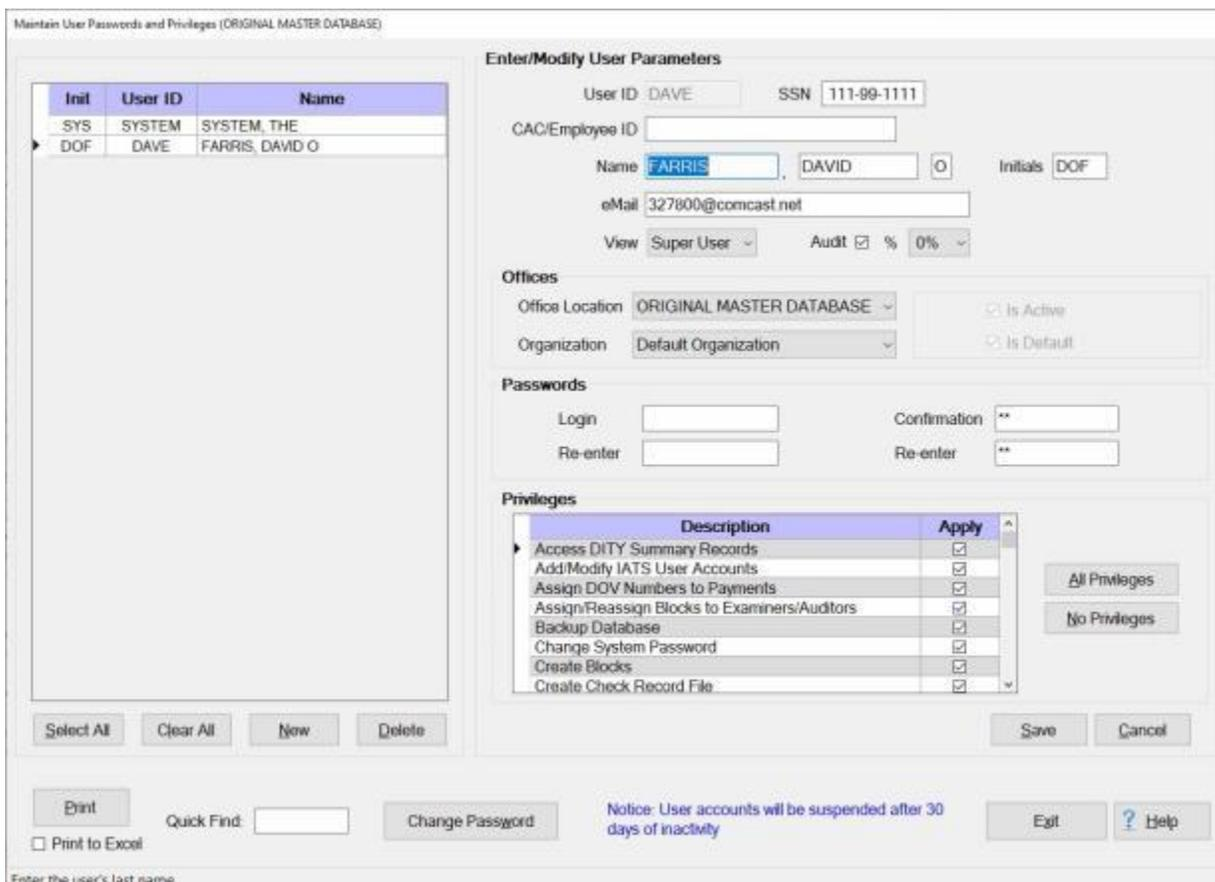 Maintain User Passwords and Privileges (ORIGINAL MASTER DATABASE)
Init User ID Name
SYS SYSTEM SYSTEM, THE
DOF DAVE FARRIS, DAVID O
Select All Clear All New Delete
Enter/Modify User Parameters
User ID DAVE SSN 111-99-1111
CAC/Employee ID
Name FARRIS , DAVID O Initials DOF
eMail 327800@comcast.net
View Super User Audit % 0%
Offices
Office Location ORIGINAL MASTER DATABASE Is Active
Organization Default Organization Is Default
Passwords
Login Confirmation **
Re-enter Re-enter **
Privileges
Description Apply
Access DITY Summary Records
Add/Modify IATS User Accounts
Assign DOV Numbers to Payments
Assign/Reassign Blocks to Examiners/Auditors
Backup Database
Change System Password
Create Blocks
Create Check Record File
All Privileges
No Privileges
Save Cancel
Print
Print to Excel
Quick Find:
Change Password
Notice: User accounts will be suspended after 30
days of inactivity
Exit ? Help
Enter the user's last name